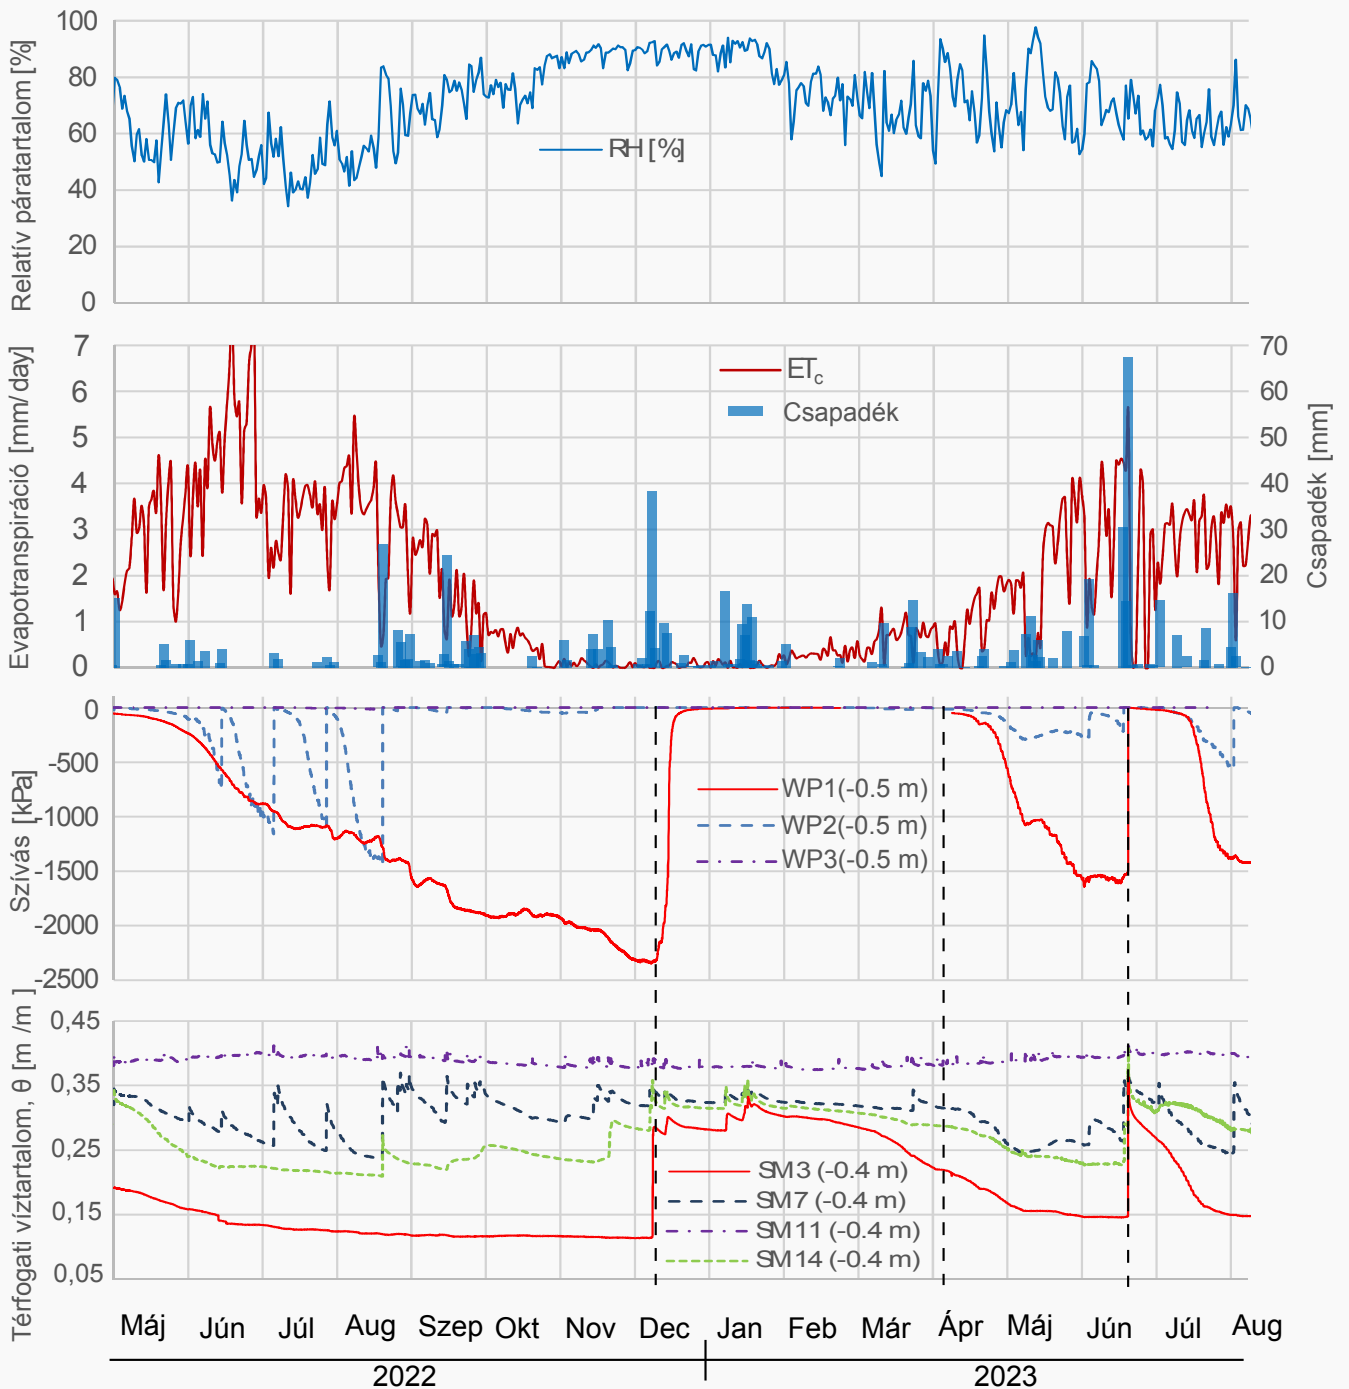 Relatív páratartalom [%]
100
80
60
40
20
0
RH [%]
Evapotranspiráció [mm/day]
7
6
5
4
3
2
1
0
ETc
Csapadék
70
60
50
40
30
20
10
0
Csapadék [mm]
Szívás [kPa]
0
-500
-1000
-1500
-2000
-2500
WP1(-0.5 m)
WP2(-0.5 m)
WP3(-0.5 m)
Térfogati víztartalom, θ [m /m ]
0,45
0,35
0,25
0,15
0,05
SM3 (-0.4 m)
SM7 (-0.4 m)
SM11 (-0.4 m)
SM14 (-0.4 m)
Máj Jún Júl Aug Szep Okt Nov Dec Jan Feb Már Ápr Máj Jún Júl Aug
2022 2023